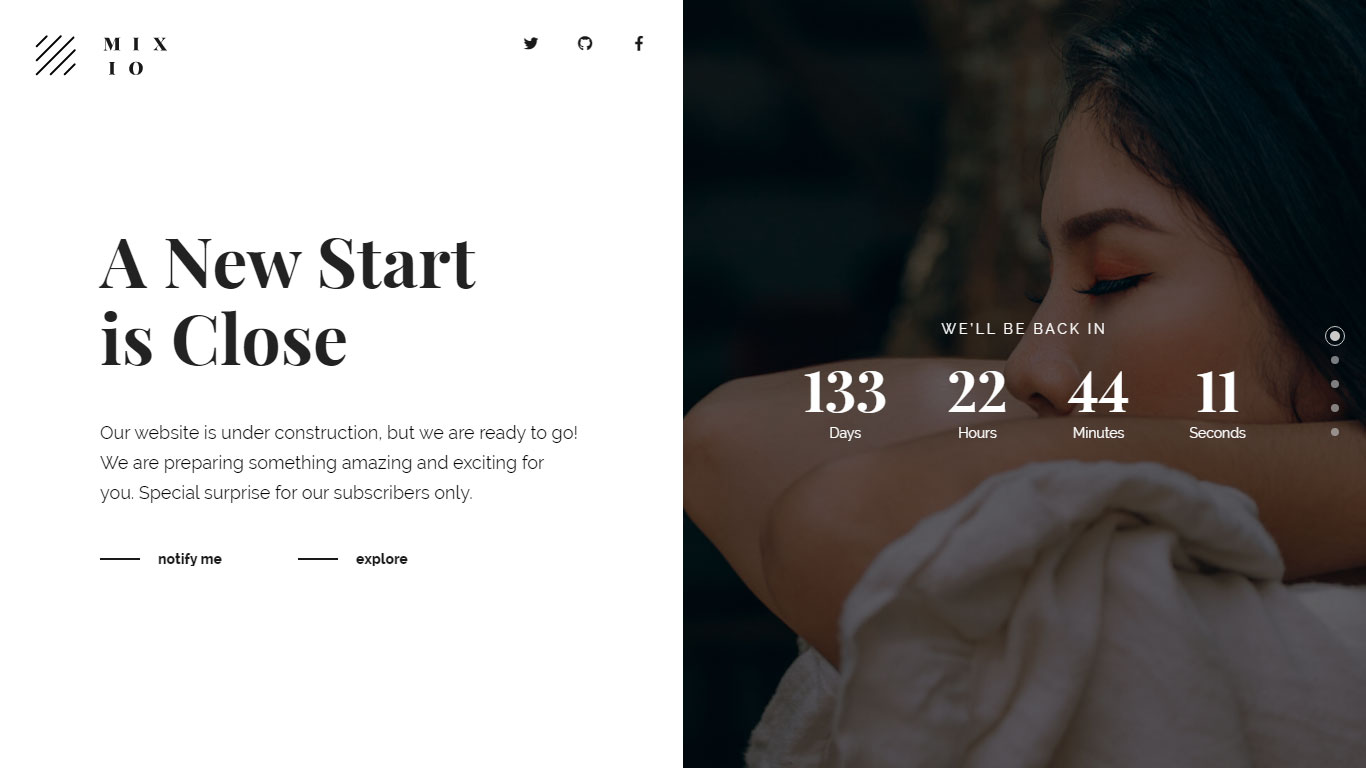 MIX
IO
A New Start
is Close
Our website is under construction, but we are ready to go!
We are preparing something amazing and exciting for
you. Special surprise for our subscribers only.
notify me explore
WE'LL BE BACK IN
133 22 44 11
Days Hours Minutes Seconds